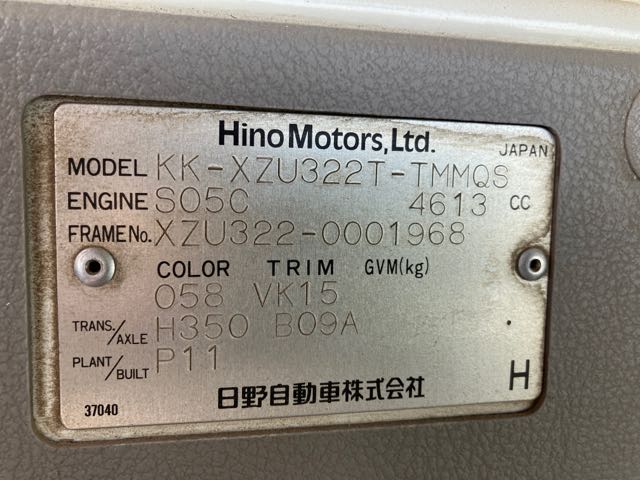 Hino Motors, Ltd.
JAPAN
MODEL KK-XZU322T-TMMQS
ENGINE S05C 4613 CC
FRAME No. XZU322-0001968
COLOR TRIM GVM(kg)
058 VK15
TRANS./AXLE H350 B09A
PLANT/BUILT P11
37040 日野自動車株式会社 H